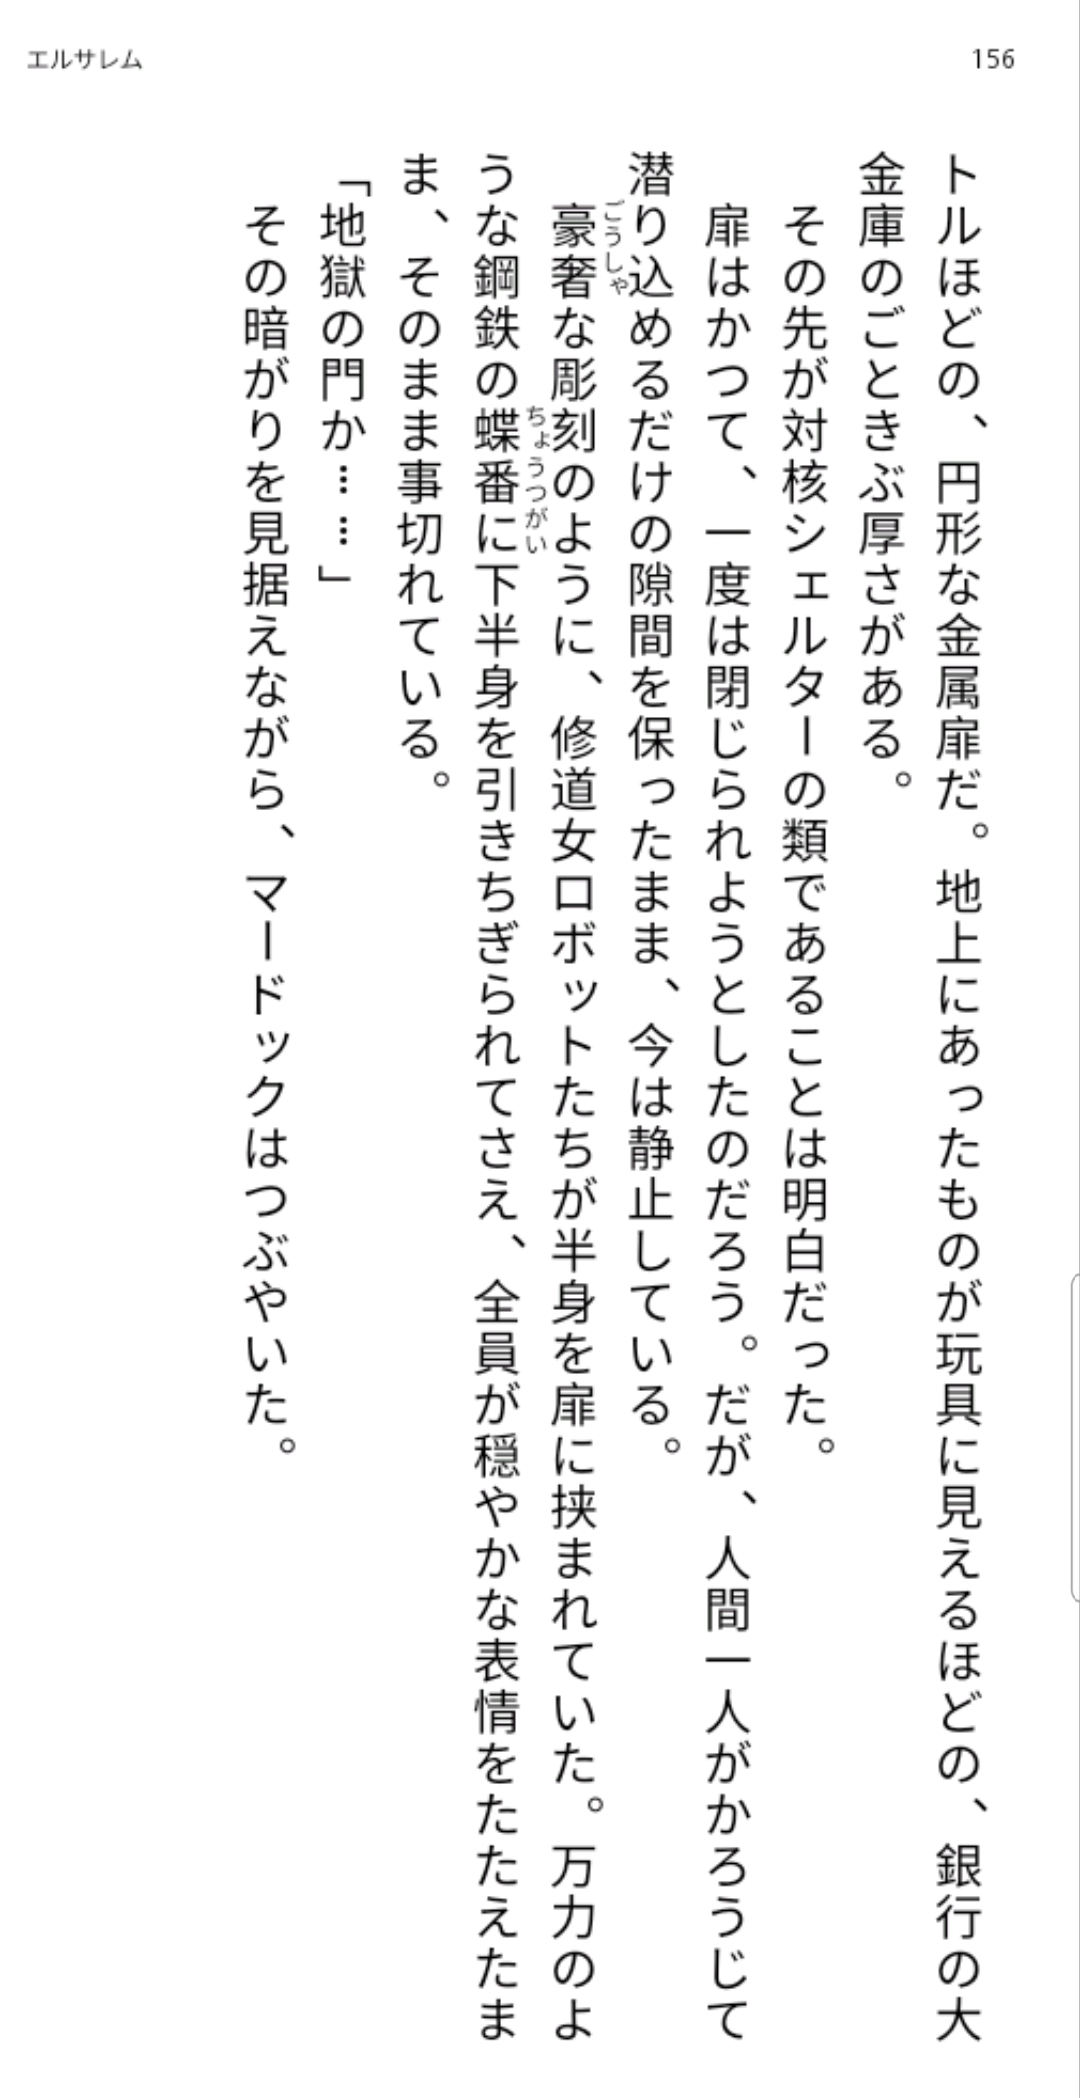 エルサレム
156
トルほどの、円形な金属扉だ。地上にあったものが玩具に見えるほどの、銀行の大
金庫のごときぶ厚さがある。
その先が対核シェルターの類であることは明白だった。
扉はかつて、一度は閉じられようとしたのだろう。だが、人間一人がかろうじて
潜り込めるだけの隙間を保ったまま、今は静止している。
豪奢な彫刻のように、修道女ロボットたちが半身を扉に挟まれていた。万力のよ
ごうしゃ
うな鋼鉄の蝶番に下半身を引きちぎられてさえ、全員が穏やかな表情をたたえたま
ちょうつがい
ま、そのまま事切れている。
「地獄の門か……」
その暗がりを見据えながら、マードックはつぶやいた。